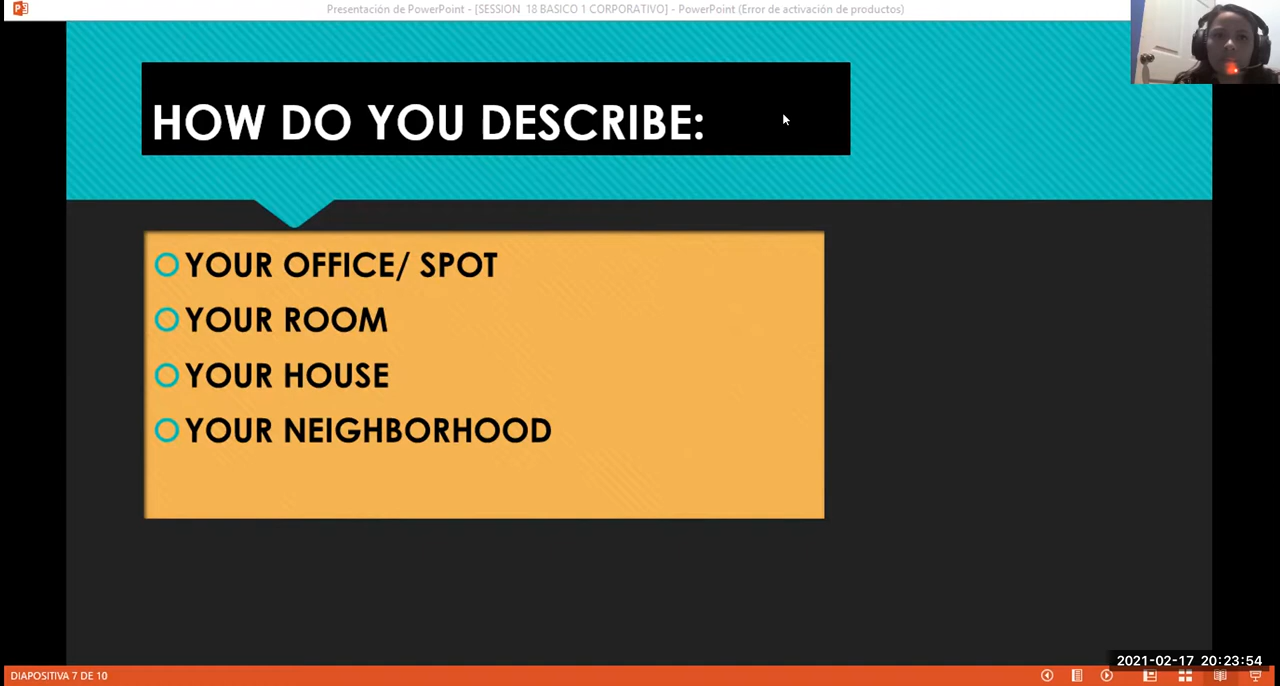 Presentación de PowerPoint - [SESSION 18 BASICO 1 CORPORATIVO] - PowerPoint (Error de activación de productos)
HOW DO YOU DESCRIBE:
YOUR OFFICE/ SPOT
YOUR ROOM
YOUR HOUSE
YOUR NEIGHBORHOOD
2021-02-17 20:23:54
DIAPOSITIVA 7 DE 10